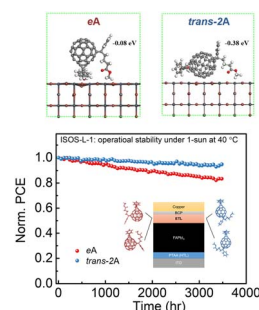 eA
trans-2A
-0.08 eV
-0.38 eV
ISOS-L-1: operatioal stability under 1-sun at 40 °C
Norm. PCE
1.0
0.8
0.6
0.4
0.2
0.0
eA
trans-2A
Copper
BCP
ETL
FAPbI₃
0
1000
2000
3000
4000
Time (hr)